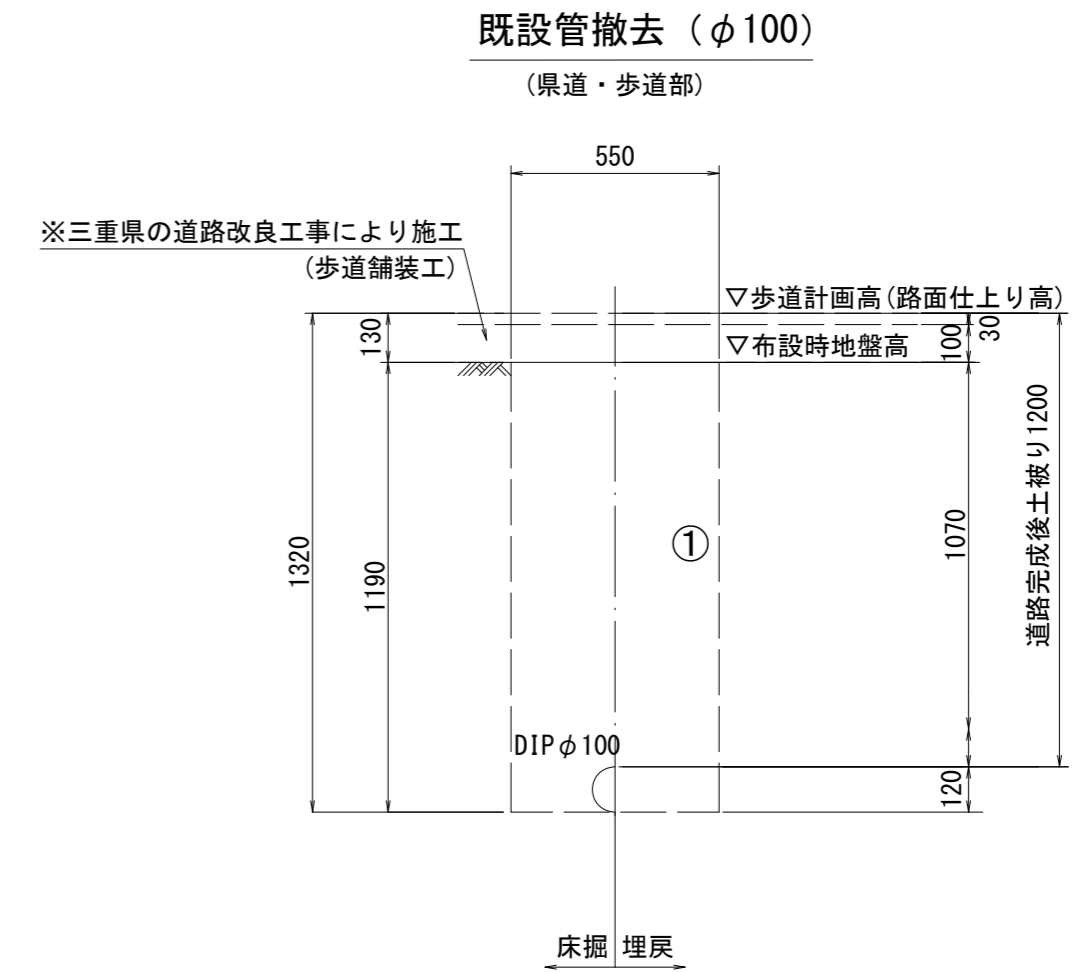 既設管撤去（φ100）
(県道・歩道部)
550
※三重県の道路改良工事により施工
(歩道舗装工)
▽歩道計画高(路面仕上り高)
130
100
30
▽布設時地盤高
1320
1190
①
1070
道路完成後土被り1200
DIPφ100
120
床掘 埋戻